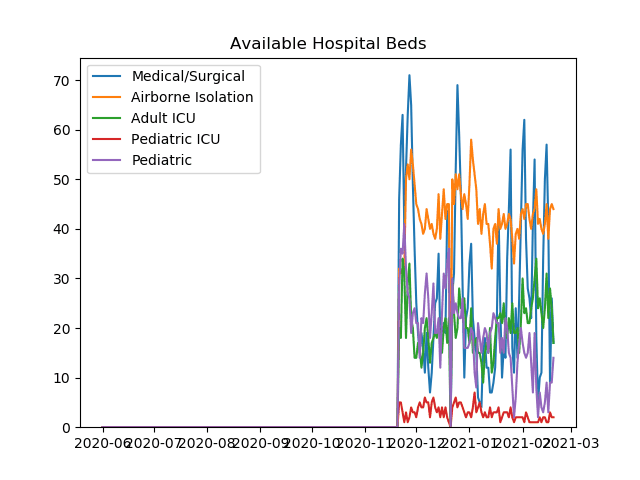 Available Hospital Beds
70
60
50
40
30
20
10
0
Medical/Surgical
Airborne Isolation
Adult ICU
Pediatric ICU
Pediatric
2020-06 2020-07 2020-08 2020-09 2020-10 2020-11 2020-12 2021-01 2021-02 2021-03